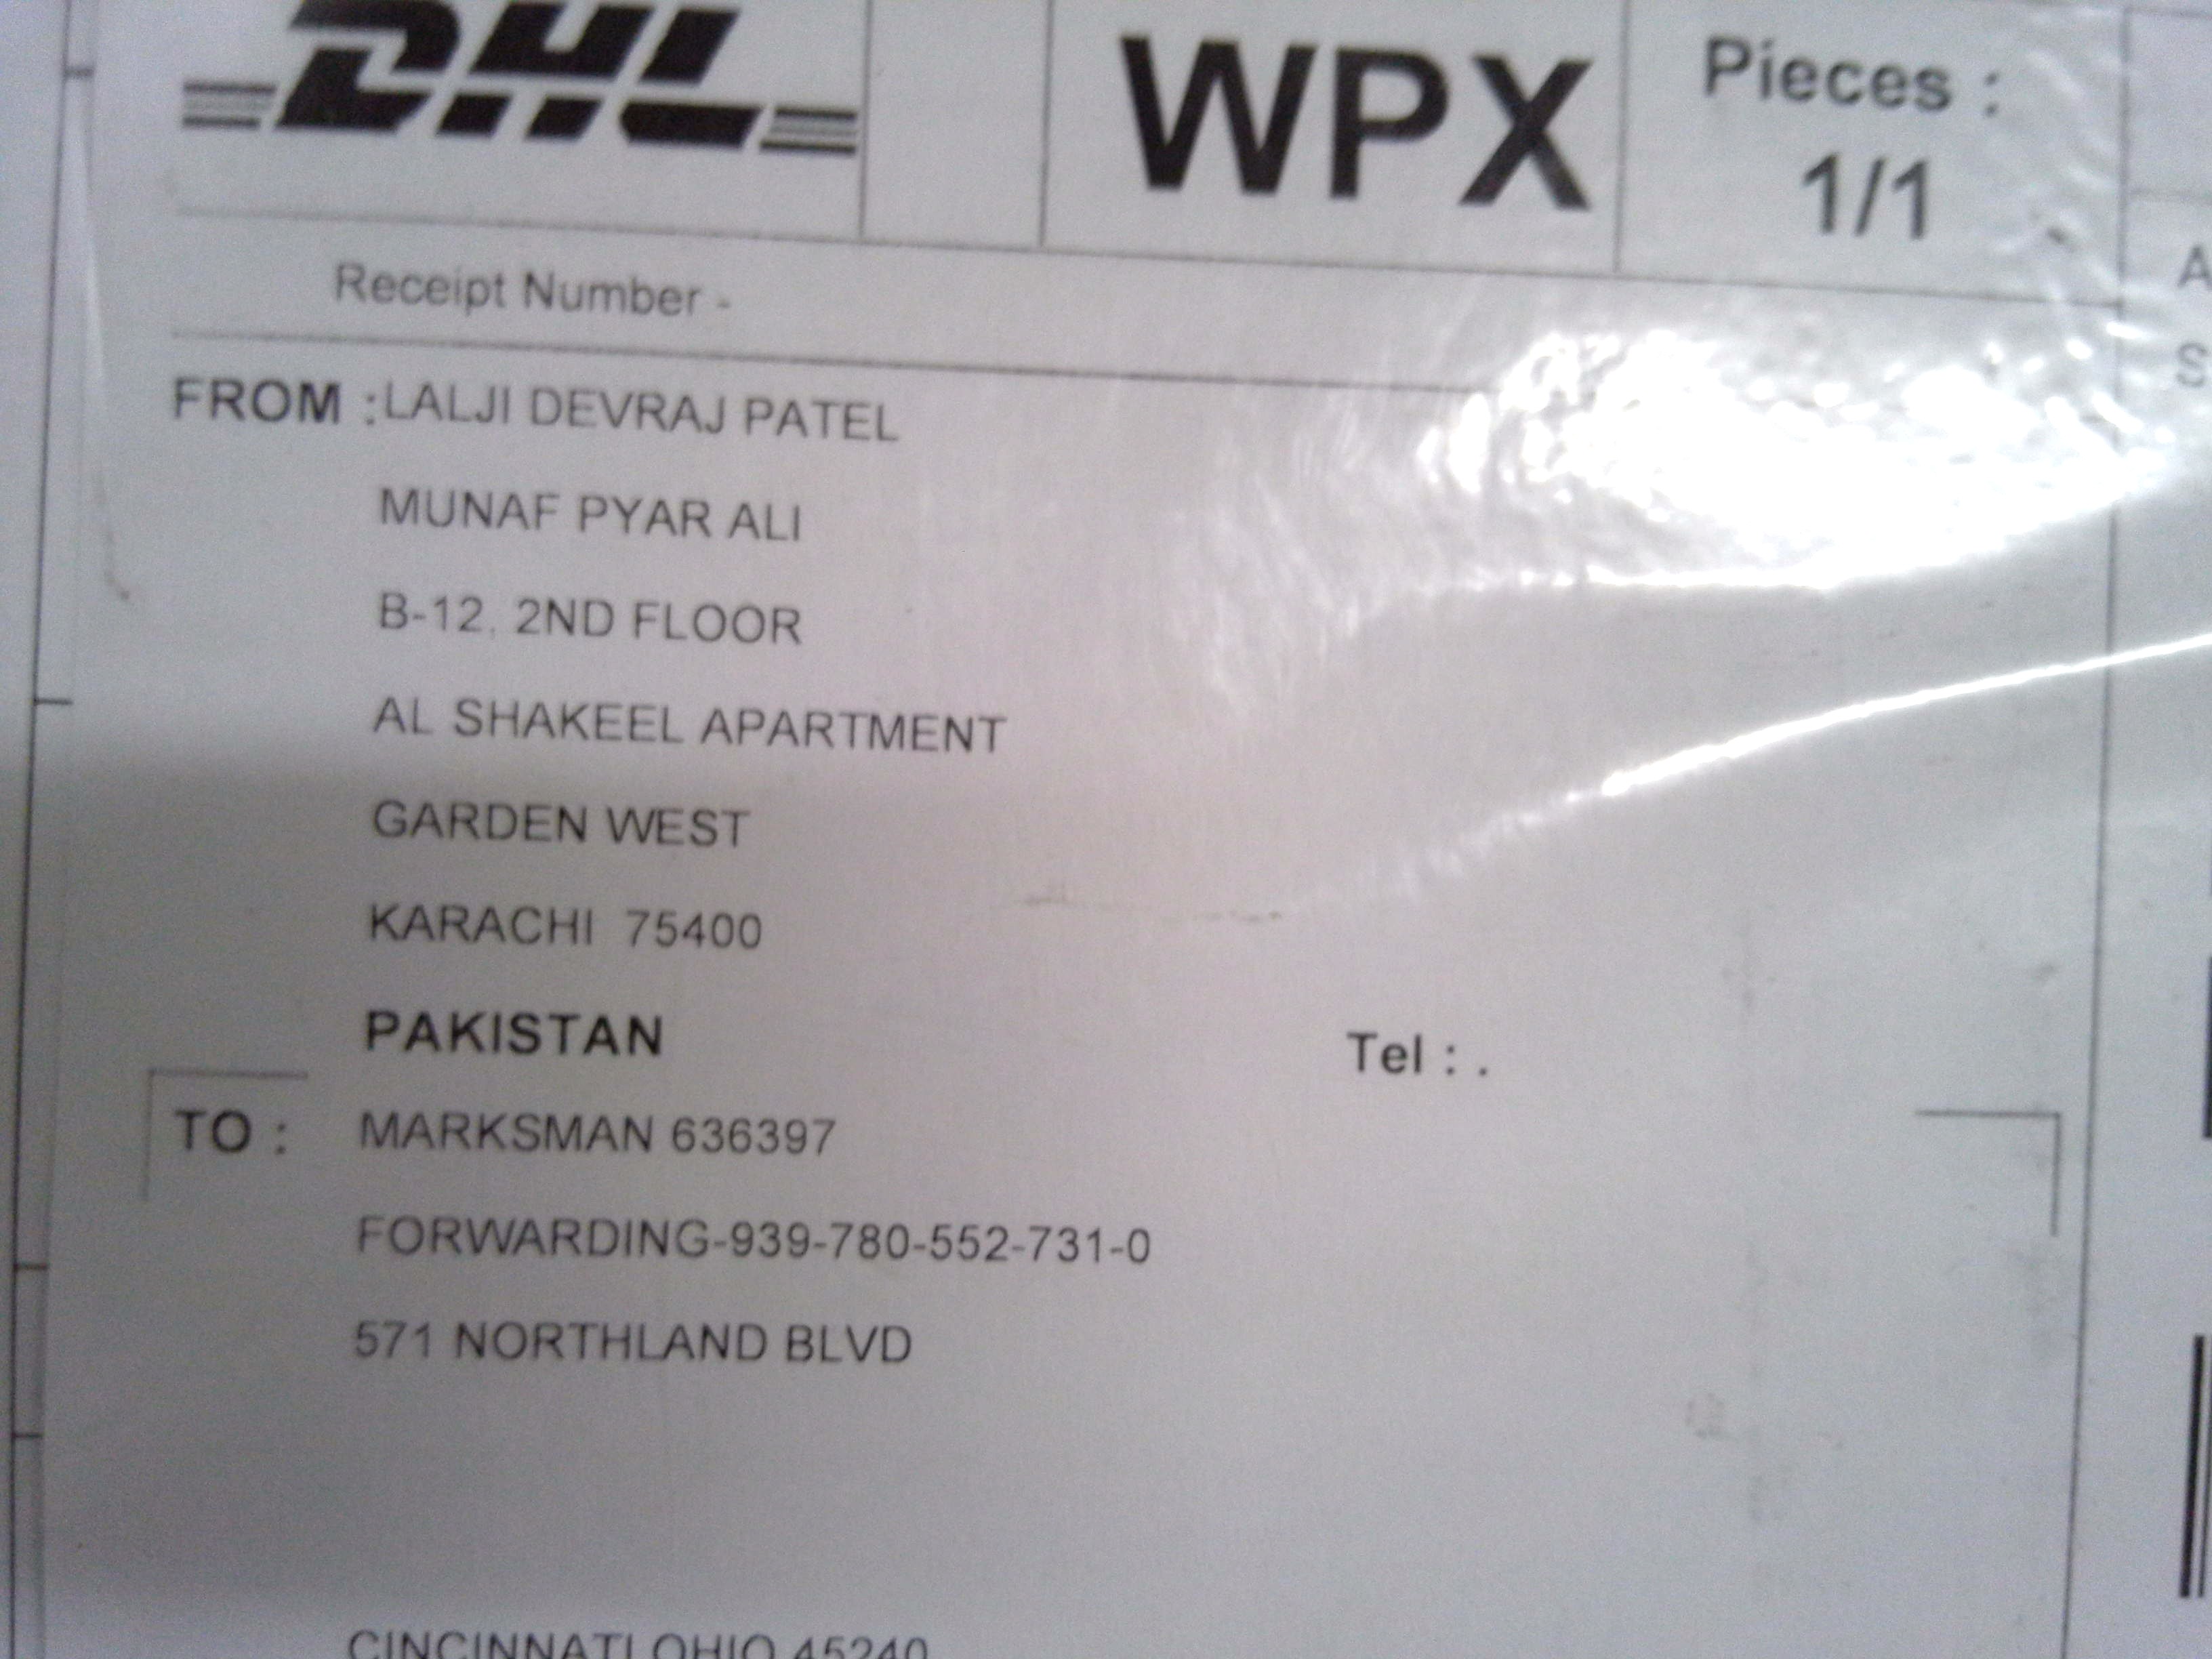 DHL
WPX
Pieces :
1/1
Receipt Number -
FROM : LALJI DEVRAJ PATEL
MUNAF PYAR ALI
B-12, 2ND FLOOR
AL SHAKEEL APARTMENT
GARDEN WEST
KARACHI 75400
PAKISTAN
Tel : .
TO : MARKSMAN 636397
FORWARDING-939-780-552-731-0
571 NORTHLAND BLVD
CINCINNATI OHIO 45240